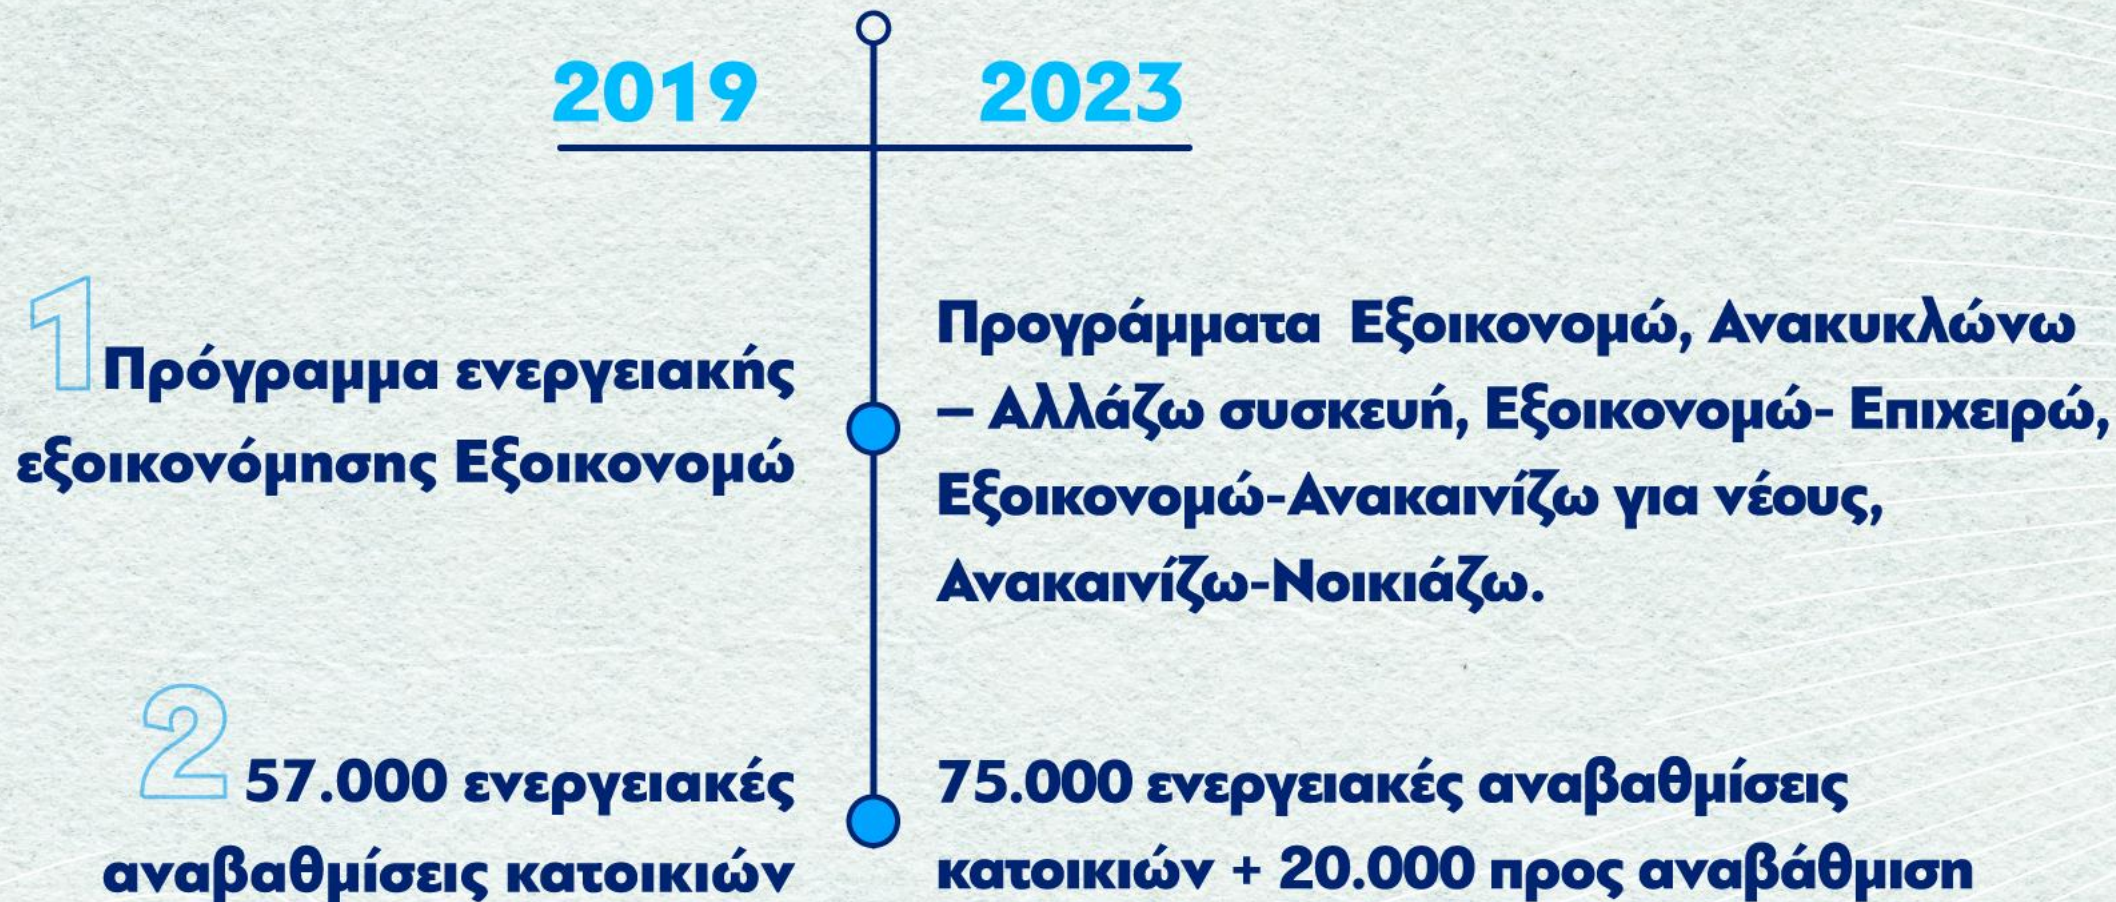 2019
2023
1
Πρόγραμμα ενεργειακής
εξοικονόμησης Εξοικονομώ
Προγράμματα Εξοικονομώ, Ανακυκλώνω
– Αλλάζω συσκευή, Εξοικονομώ- Επιχειρώ,
Εξοικονομώ-Ανακαινίζω για νέους,
Ανακαινίζω-Νοικιάζω.
2
57.000 ενεργειακές
αναβαθμίσεις κατοικιών
75.000 ενεργειακές αναβαθμίσεις
κατοικιών + 20.000 προς αναβάθμιση